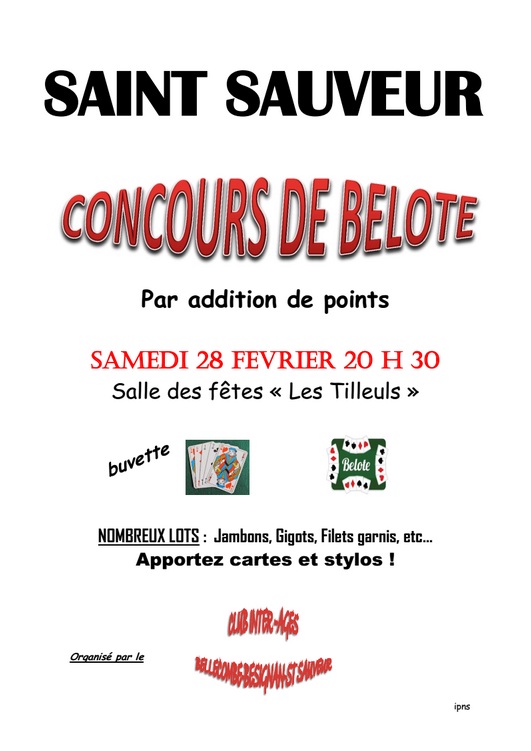 SAINT SAUVEUR
CONCOURS DE BELOTE
Par addition de points
SAMEDI 28 FEVRIER 20 H 30
Salle des fêtes « Les Tilleuls »
buvette
Belote
NOMBREUX LOTS : Jambons, Gigots, Filets garnis, etc...
Apportez cartes et stylos !
CLUB INTER-AGES
Organisé par le
BELLECOMBE-BESIGNAN-ST SAUVEUR
ipns